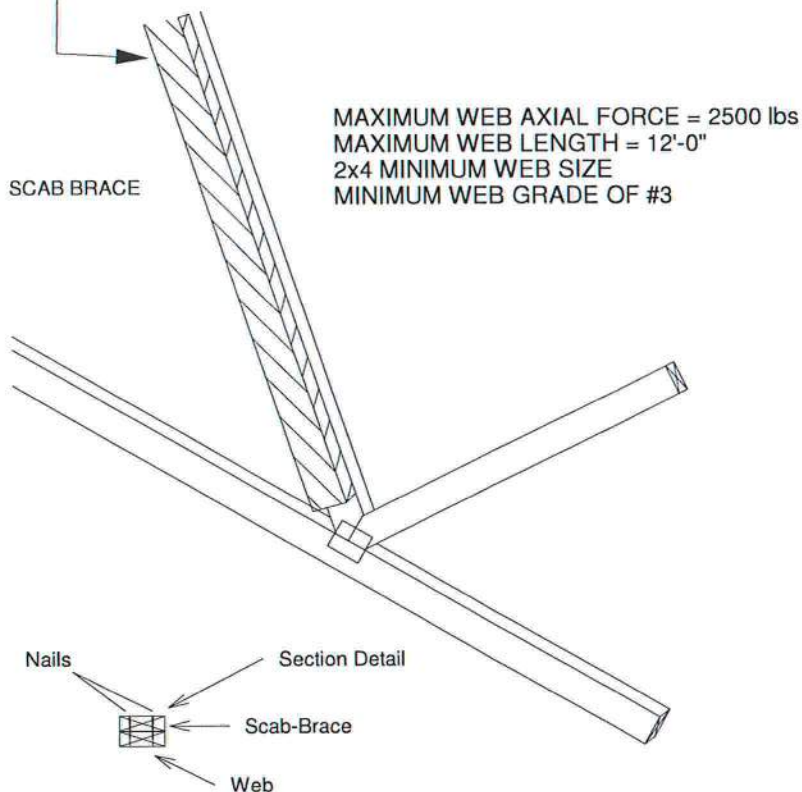 MAXIMUM WEB AXIAL FORCE = 2500 lbs
MAXIMUM WEB LENGTH = 12'-0"
2x4 MINIMUM WEB SIZE
MINIMUM WEB GRADE OF #3
SCAB BRACE
Nails
Section Detail
Scab-Brace
Web